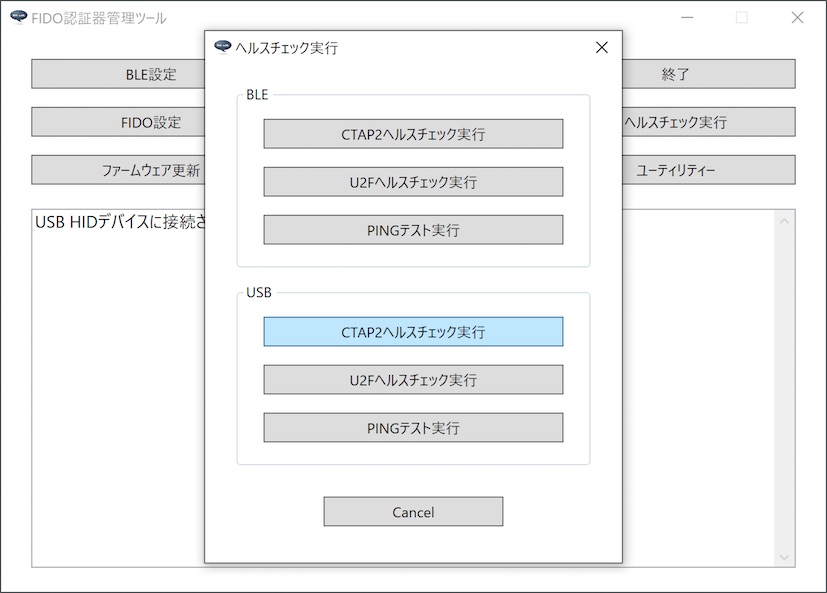 FIDO認証器管理ツール
BLE設定
終了
FIDO設定
ヘルスチェック実行
ファームウェア更新
ユーティリティー
USB HIDデバイスに接続さ
ヘルスチェック実行
BLE
CTAP2ヘルスチェック実行
U2Fヘルスチェック実行
PINGテスト実行
USB
CTAP2ヘルスチェック実行
U2Fヘルスチェック実行
PINGテスト実行
Cancel